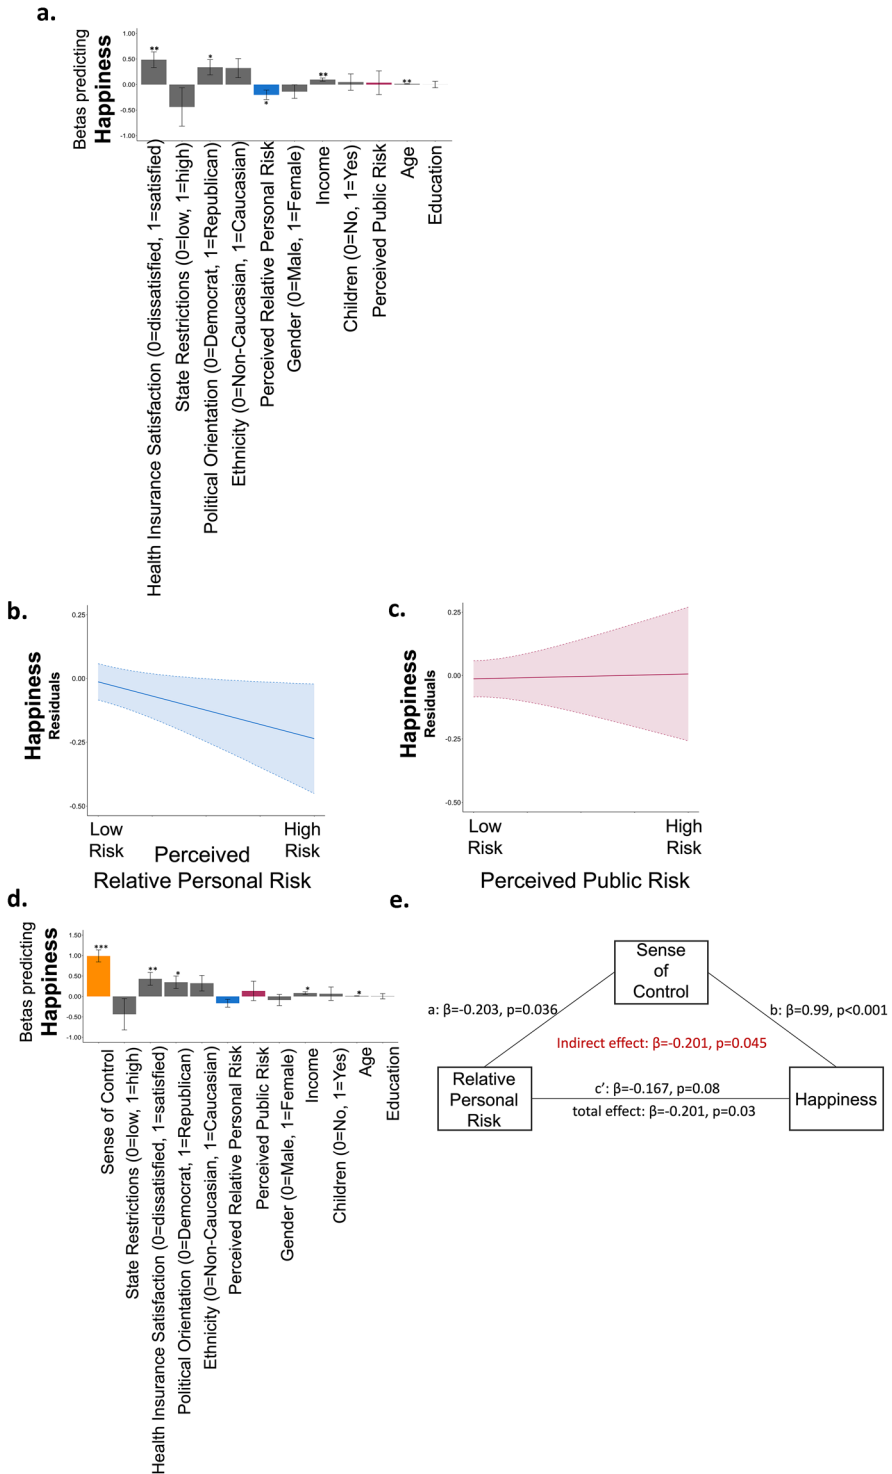 a.
Betas predicting
Happiness
1.00
0.50
0.00
-0.50
-1.00
**
*
*
**
**
Health Insurance Satisfaction (0=dissatisfied, 1=satisfied)
State Restrictions (0=low, 1=high)
Political Orientation (0=Democrat, 1=Republican)
Ethnicity (0=Non-Caucasian, 1=Caucasian)
Perceived Relative Personal Risk
Gender (0=Male, 1=Female)
Income
Children (0=No, 1=Yes)
Perceived Public Risk
Age
Education
b.
Happiness
Residuals
0.25
0.00
-0.25
-0.50
Low
Risk
High
Risk
Perceived
Relative Personal Risk
c.
Happiness
Residuals
0.25
0.00
-0.25
-0.50
Low
Risk
High
Risk
Perceived Public Risk
d.
Betas predicting
Happiness
1.50
1.00
0.50
0.00
-0.50
-1.00
***
**
*
*
*
Sense of Control
State Restrictions (0=low, 1=high)
Health Insurance Satisfaction (0=dissatisfied, 1=satisfied)
Political Orientation (0=Democrat, 1=Republican)
Ethnicity (0=Non-Caucasian, 1=Caucasian)
Perceived Relative Personal Risk
Perceived Public Risk
Gender (0=Male, 1=Female)
Income
Children (0=No, 1=Yes)
Age
Education
e.
Sense
of
Control
a: β=-0.203, p=0.036
b: β=0.99, p<0.001
Indirect effect: β=-0.201, p=0.045
Relative
Personal
Risk
c’: β=-0.167, p=0.08
total effect: β=-0.201, p=0.03
Happiness